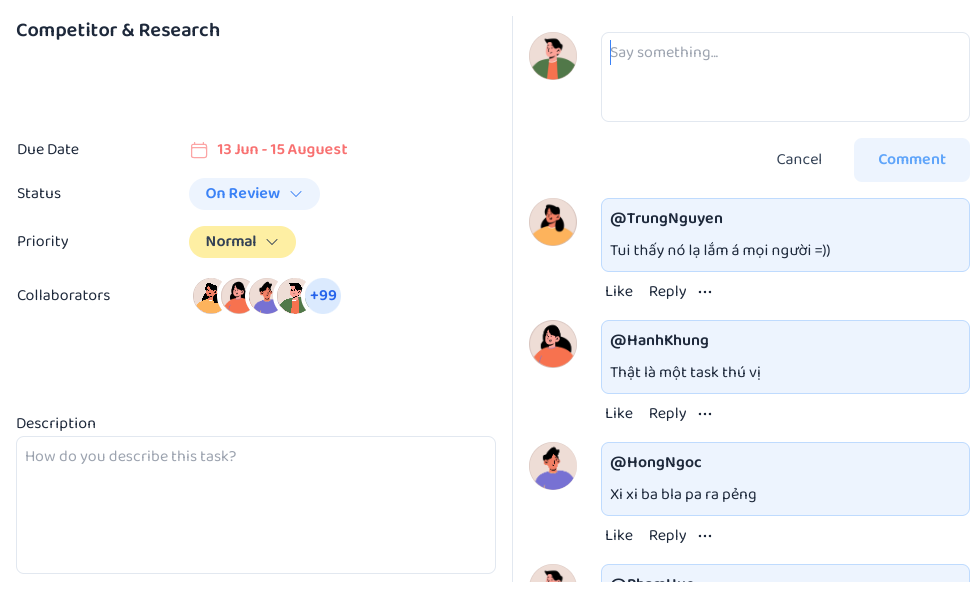 Competitor & Research
Due Date
13 Jun - 15 Auguest
Status
On Review
Priority
Normal
Collaborators
+99
Description
How do you describe this task?
Say something...
Cancel
Comment
@TrungNguyen
Tui thấy nó lạ lắm á mọi người =))
Like Reply ...
@HanhKhung
Thật là một task thú vị
Like Reply ...
@HongNgoc
Xi xi ba bla pa ra pẻng
Like Reply ...